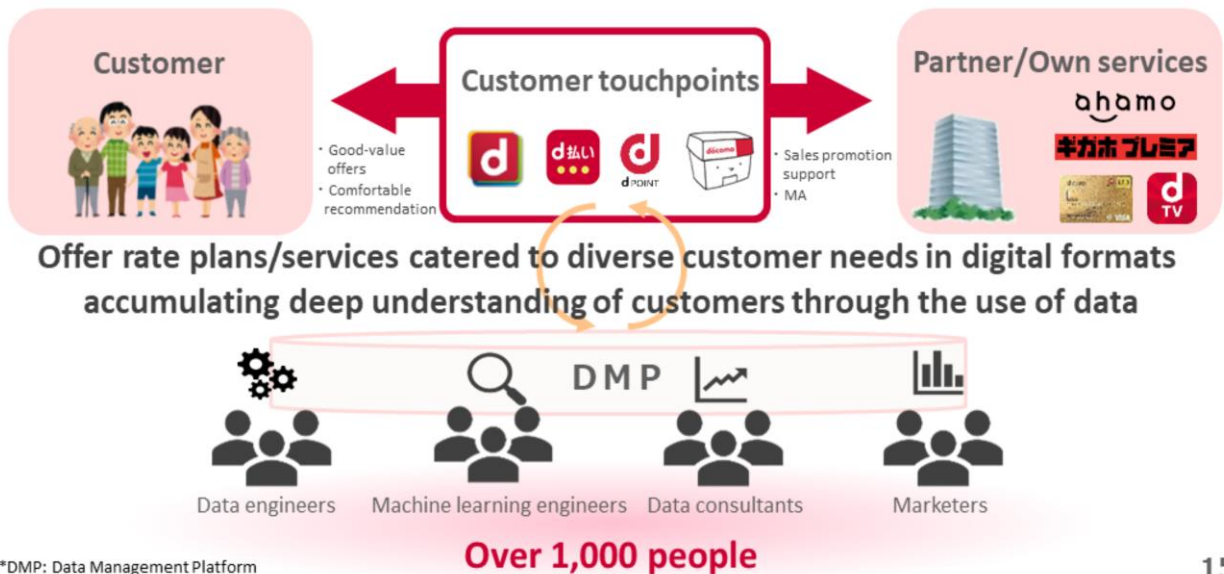 Customer
Customer touchpoints
Partner/Own services
・Good-value
offers
・Comfortable
recommendation
d
d払い
d
d POINT
döcomo
・Sales promotion
support
・MA
ahamo
ギガホ プレミア
VISA
d
TV
Offer rate plans/services catered to diverse customer needs in digital formats
accumulating deep understanding of customers through the use of data
DMP
Data engineers
Machine learning engineers
Data consultants
Marketers
Over 1,000 people
*DMP: Data Management Platform